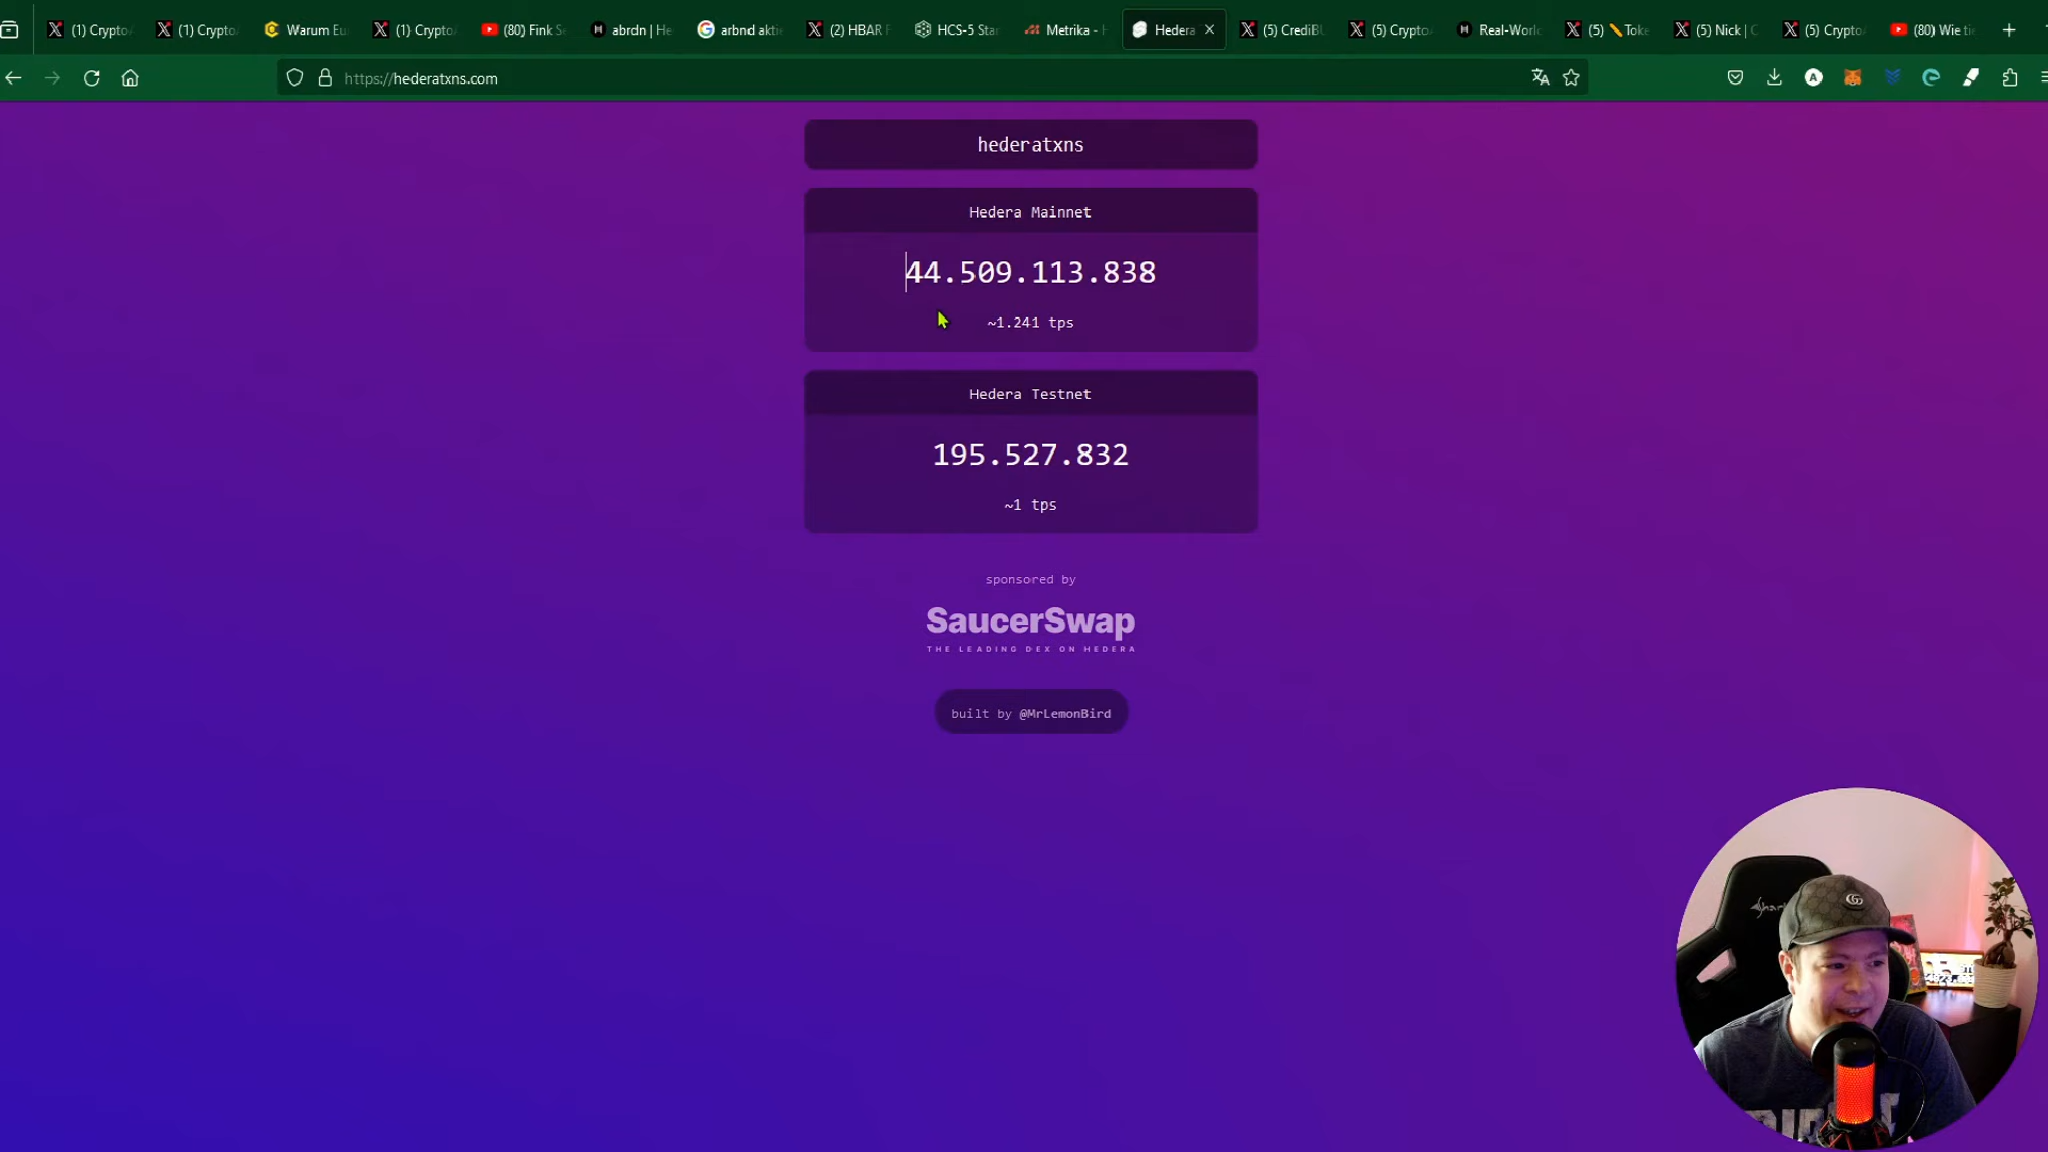 (1) Crypto
(1) Crypto
Warum Eu
(1) Crypto
(80) Fink Se
abrdn | He
arbnd akti
(2) HBAR F
HCS-5 Sta
Metrika - H
Hedera
(5) CrediB
(5) Crypto
Real-Worl
(5) ✏️Toke
(5) Nick | C
(5) Crypto
(80) Wie tie
https://hederatxns.com
hederatxns
Hedera Mainnet
44.509.113.838
~1.241 tps
Hedera Testnet
195.527.832
~1 tps
sponsored by
SaucerSwap
THE LEADING DEX ON HEDERA
built by @MrLemonBird